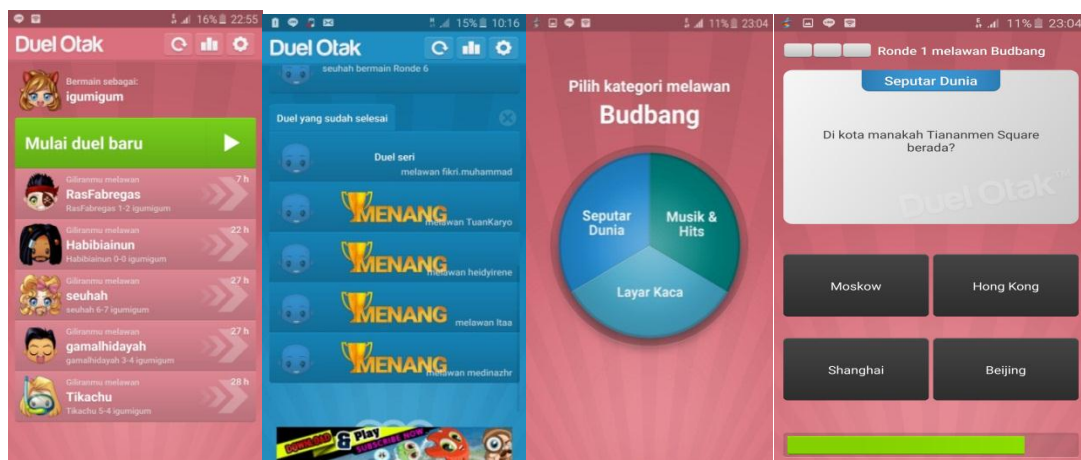 16% 22:55
Duel Otak
Bermain sebagai:
igumigum
Mulai duel baru
Giliranmu melawan
7 h
RasFabregas
RasFabregas 1-2 igumigum
Giliranmu melawan
22 h
Habibiainun
Habibiainun 0-0 igumigum
Giliranmu melawan
27 h
seuhah
seuhah 6-7 igumigum
Giliranmu melawan
27 h
gamalhidayah
gamalhidayah 3-4 igumigum
Giliranmu melawan
28 h
Tikachu
Tikachu 5-4 igumigum
15% 10:16
Duel Otak
seuhah bermain Ronde 6
Duel yang sudah selesai
Duel seri
melawan fikri.muhammad
MENANG
melawan TuanKaryo
MENANG
melawan heidyirene
MENANG
melawan Itaa
MENANG
melawan medinazhr
DOWNLOAD & Play
SUBSCRIBE NOW
11% 23:04
Pilih kategori melawan
Budbang
Seputar
Dunia
Musik &
Hits
Layar Kaca
11% 23:04
Ronde 1 melawan Budbang
Seputar Dunia
Di kota manakah Tiananmen Square
berada?
Duel Otak™
Moskow
Hong Kong
Shanghai
Beijing